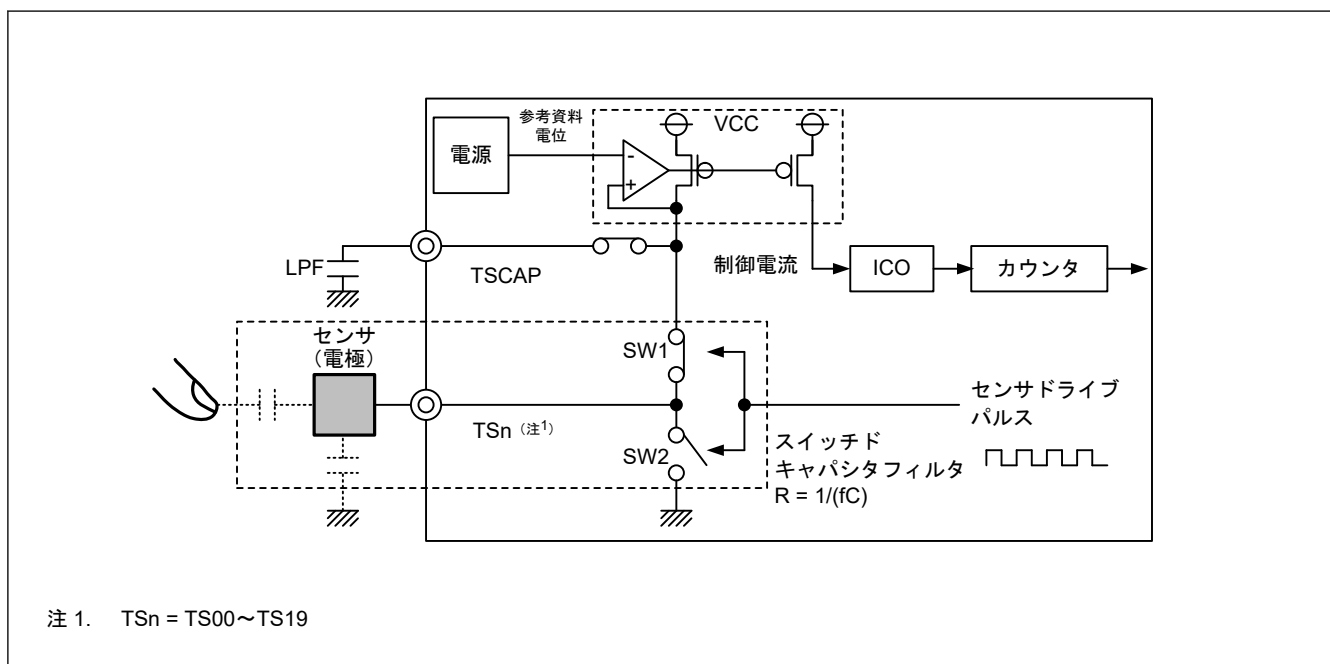 参考資料
電位
VCC
電源
-
+
LPF
TSCAP
制御電流
ICO
カウンタ
センサ
(電極)
SW1
TSn (注1)
SW2
センサドライブ
パルス
スイッチド
キャパシタフィルタ
R = 1/(fC)
注 1. TSn = TS00～TS19